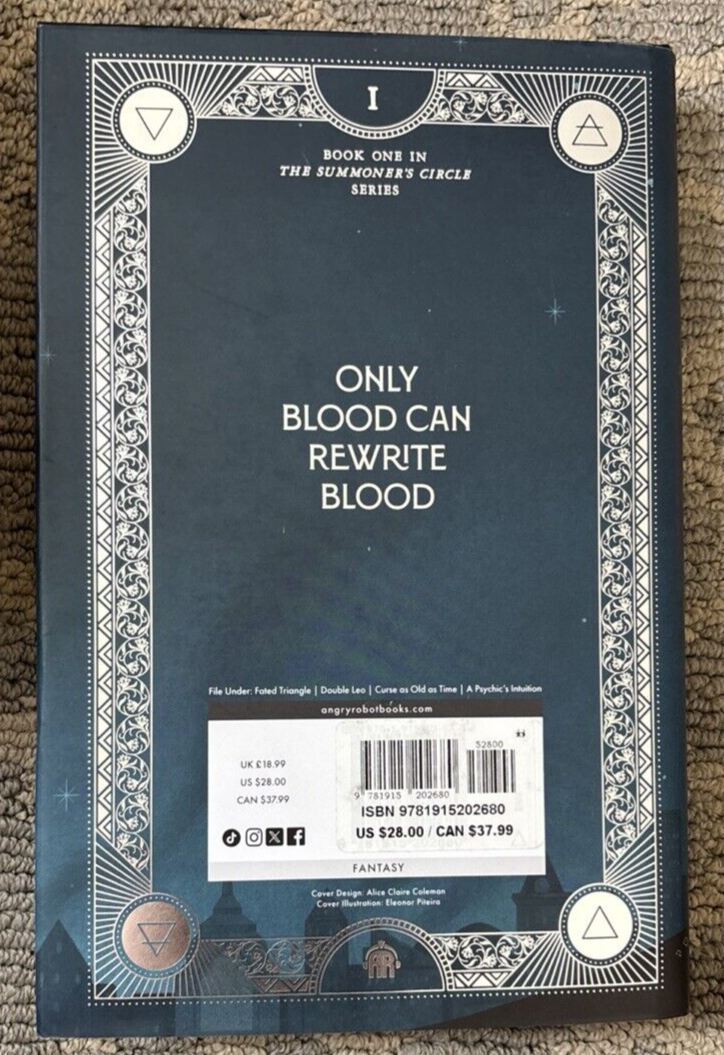 I
BOOK ONE IN
THE SUMMONER'S CIRCLE
SERIES
ONLY
BLOOD CAN
REWRITE
BLOOD
File Under: Fated Triangle | Double Leo | Curse as Old as Time | A Psychic's Intuition
angryrobotbooks.com
UK £18.99
US $28.00
CAN $37.99
52800
9 781915 202680
ISBN 9781915202680
US $28.00 / CAN $37.99
FANTASY
Cover Design: Alice Claire Coleman
Cover Illustration: Eleonor Piteira